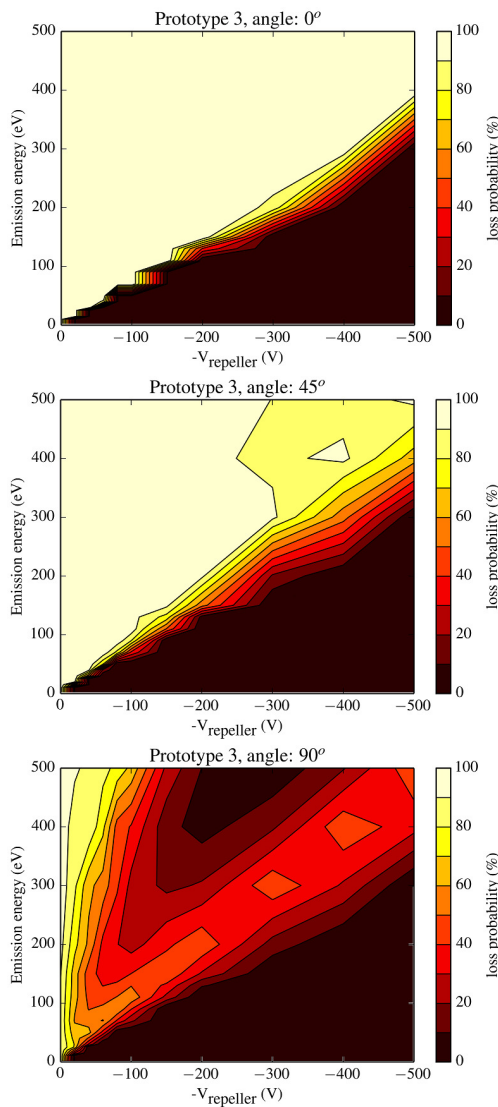 Prototype 3, angle: 0°
500
400
300
200
100
0
Emission energy (eV)
0 −100 −200 −300 −400 −500
-Vrepeller (V)
100
80
60
40
20
0
loss probability (%)
Prototype 3, angle: 45°
500
400
300
200
100
0
Emission energy (eV)
0 −100 −200 −300 −400 −500
-Vrepeller (V)
100
80
60
40
20
0
loss probability (%)
Prototype 3, angle: 90°
500
400
300
200
100
0
Emission energy (eV)
0 −100 −200 −300 −400 −500
-Vrepeller (V)
100
80
60
40
20
0
loss probability (%)